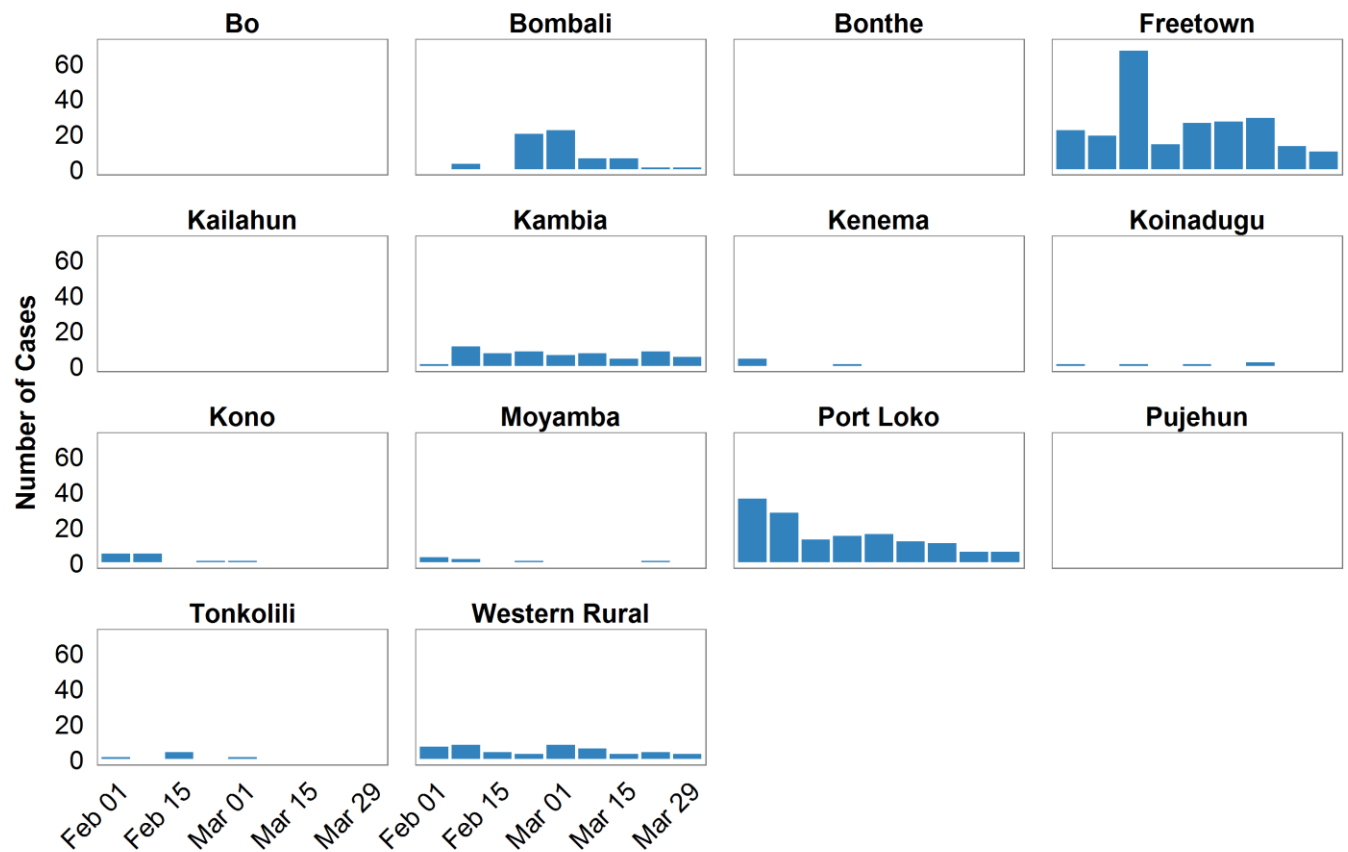 Bo Bombali Bonthe Freetown
60
40
20
0
Kailahun Kambia Kenema Koinadugu
60
40
20
0
Number of Cases
Kono Moyamba Port Loko Pujehun
60
40
20
0
Tonkolili Western Rural
60
40
20
0
Feb 01 Feb 15 Mar 01 Mar 15 Mar 29 Feb 01 Feb 15 Mar 01 Mar 15 Mar 29